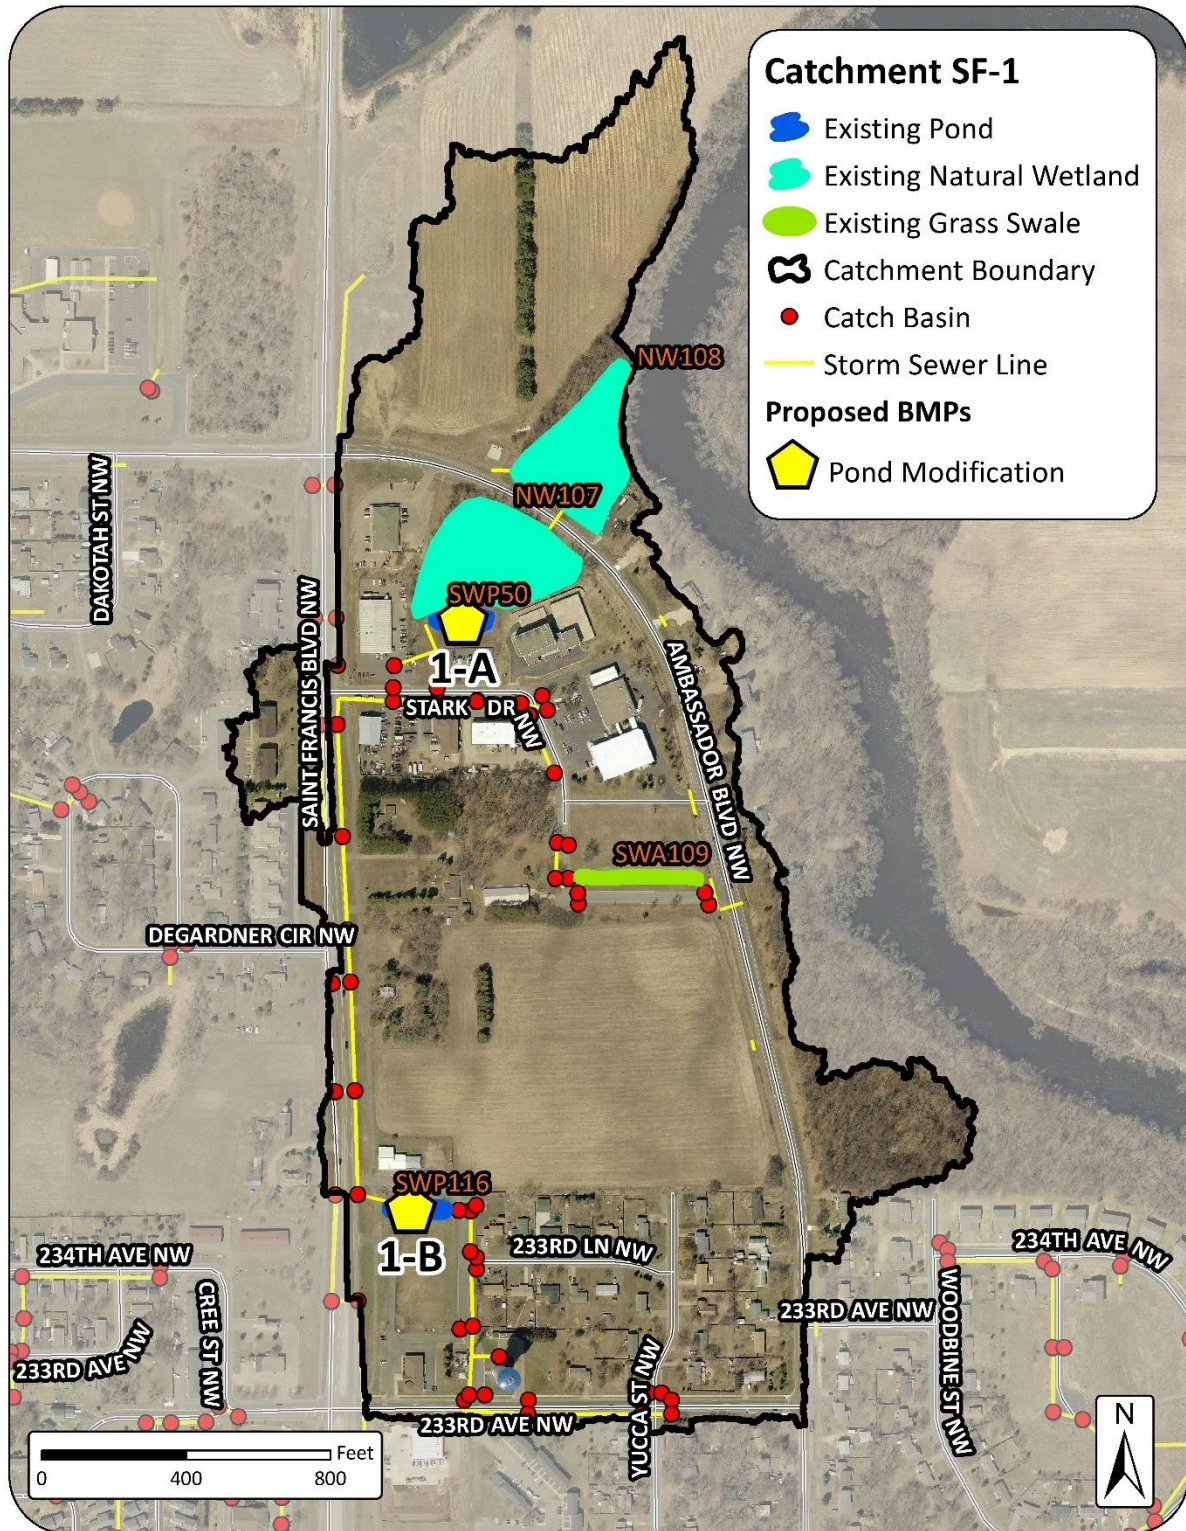 Catchment SF-1
Existing Pond
Existing Natural Wetland
Existing Grass Swale
Catchment Boundary
Catch Basin
Storm Sewer Line
Proposed BMPs
Pond Modification
NW108
NW107
DAKOTAH ST NW
SWP50
1-A
SAINT FRANCIS BLVD NW
STARK DR NW
AMBASSADOR BLVD NW
SWA109
DEGARDNER CIR NW
SWP116
1-B
233RD LN NW
234TH AVE NW
234TH AVE NW
CREE ST NW
233RD AVE NW
233RD AVE NW
WOODBINE ST NW
YUCCA ST NW
233RD AVE NW
Feet
0 400 800
N